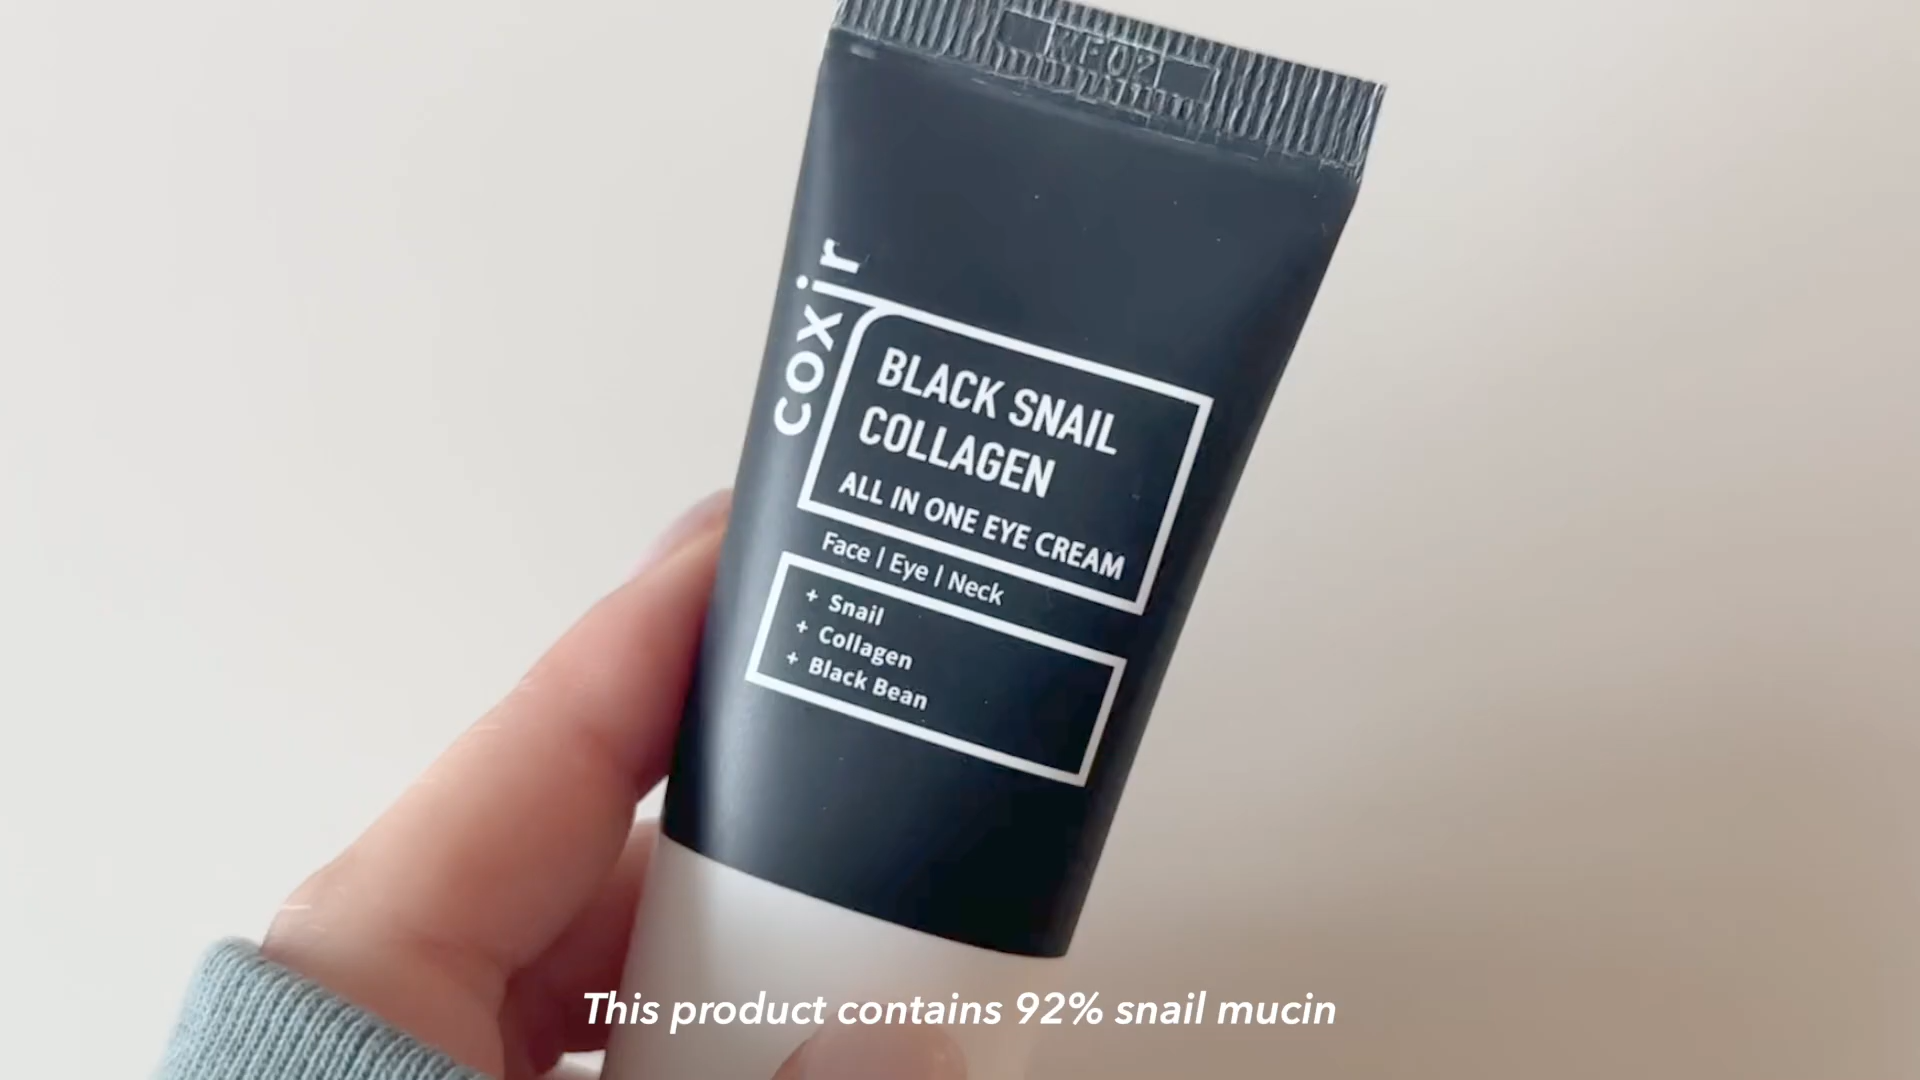 coxir
BLACK SNAIL
COLLAGEN
ALL IN ONE EYE CREAM
Face | Eye | Neck
+ Snail
+ Collagen
+ Black Bean
This product contains 92% snail mucin